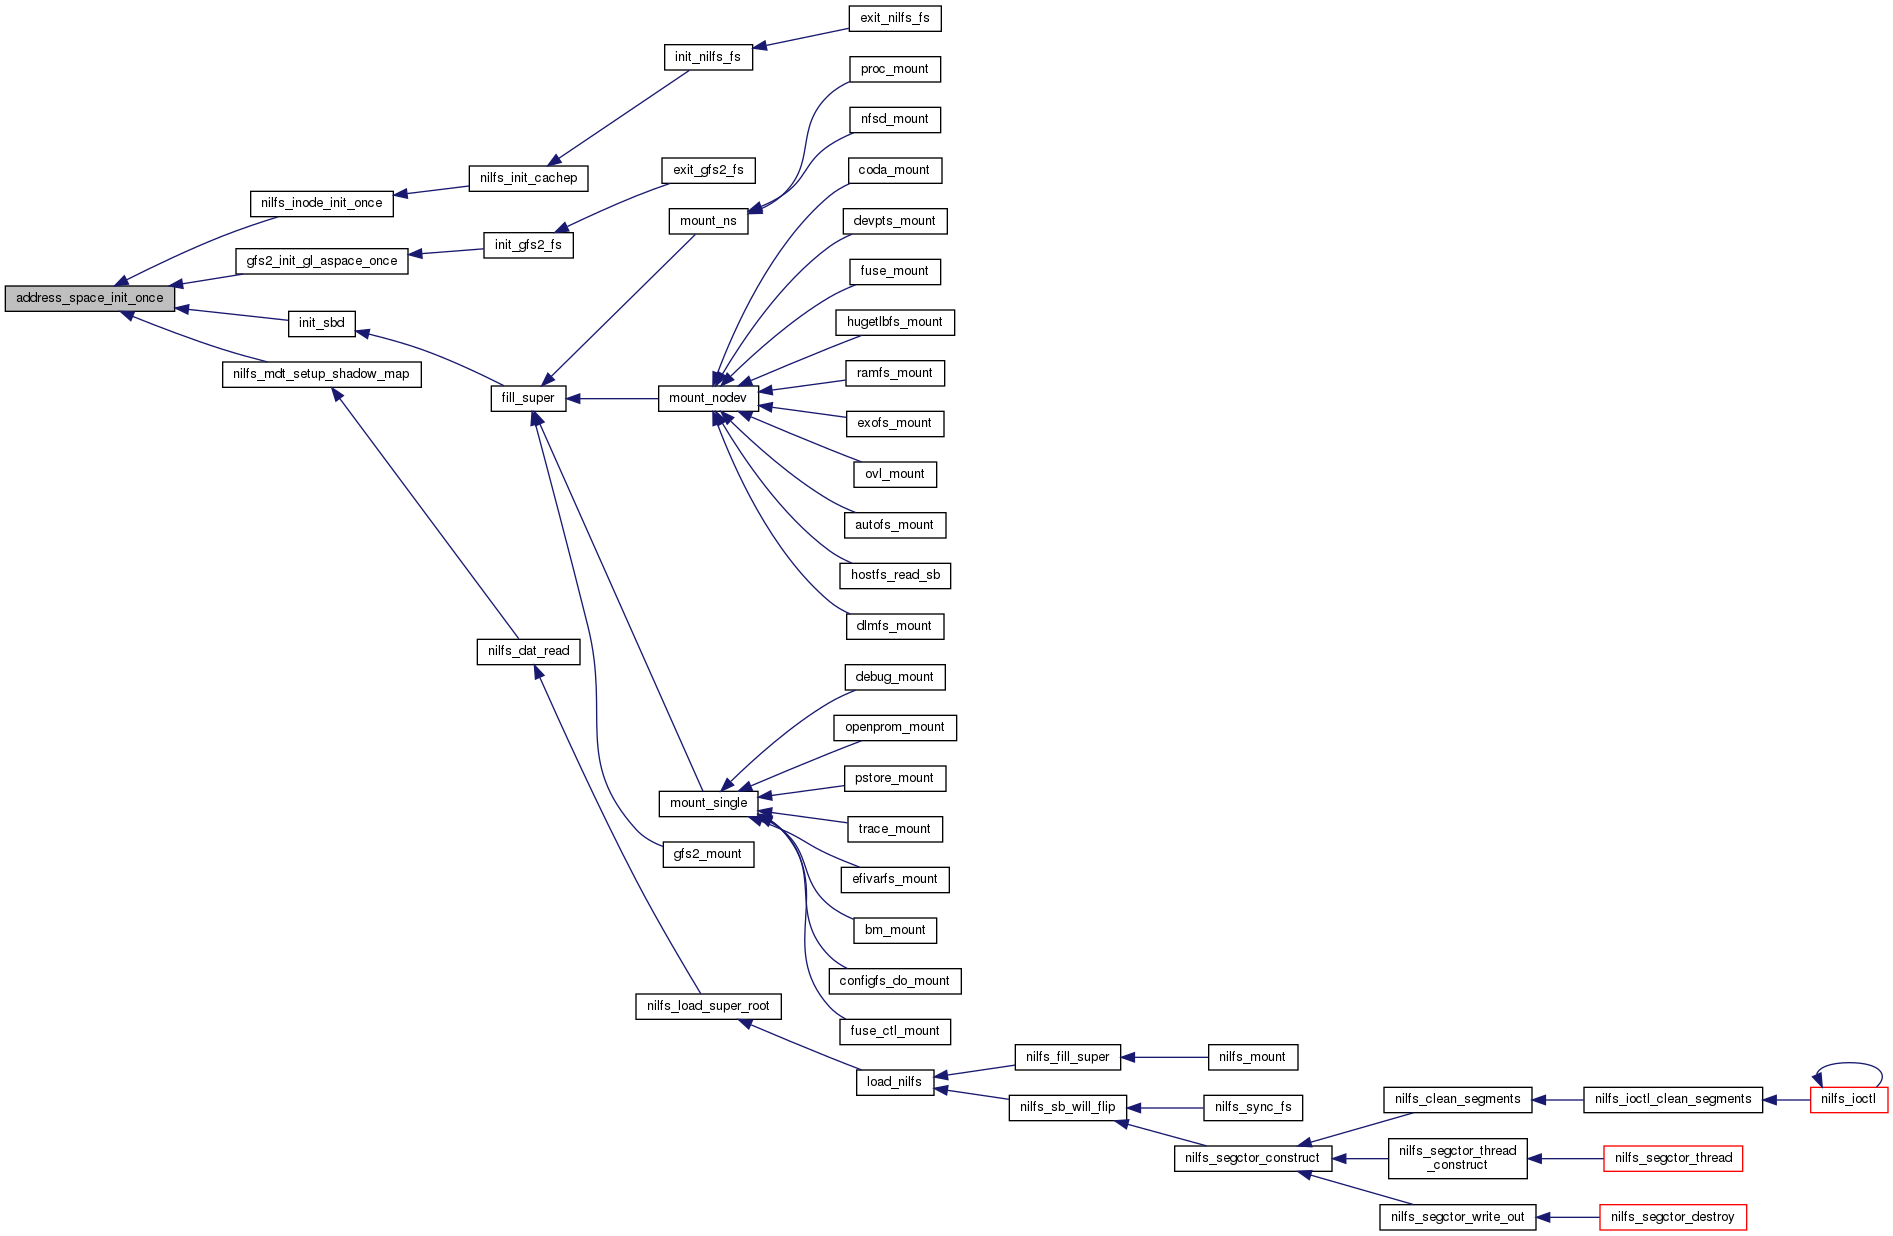 exit_nilfs_fs
init_nilfs_fs
proc_mount
nfsd_mount
exit_gfs2_fs
coda_mount
nilfs_init_cachep
nilfs_inode_init_once
mount_ns
devpts_mount
init_gfs2_fs
gfs2_init_gl_aspace_once
fuse_mount
address_space_init_once
init_sbd
hugetlbfs_mount
nilfs_mdt_setup_shadow_map
ramfs_mount
fill_super
mount_nodev
exofs_mount
ovl_mount
autofs_mount
hostfs_read_sb
dlmfs_mount
nilfs_dat_read
debug_mount
openprom_mount
pstore_mount
mount_single
trace_mount
gfs2_mount
efivarfs_mount
bm_mount
configfs_do_mount
nilfs_load_super_root
fuse_ctl_mount
nilfs_fill_super
nilfs_mount
load_nilfs
nilfs_sb_will_flip
nilfs_sync_fs
nilfs_clean_segments
nilfs_ioctl_clean_segments
nilfs_ioctl
nilfs_segctor_construct
nilfs_segctor_thread
_construct
nilfs_segctor_thread
nilfs_segctor_write_out
nilfs_segctor_destroy